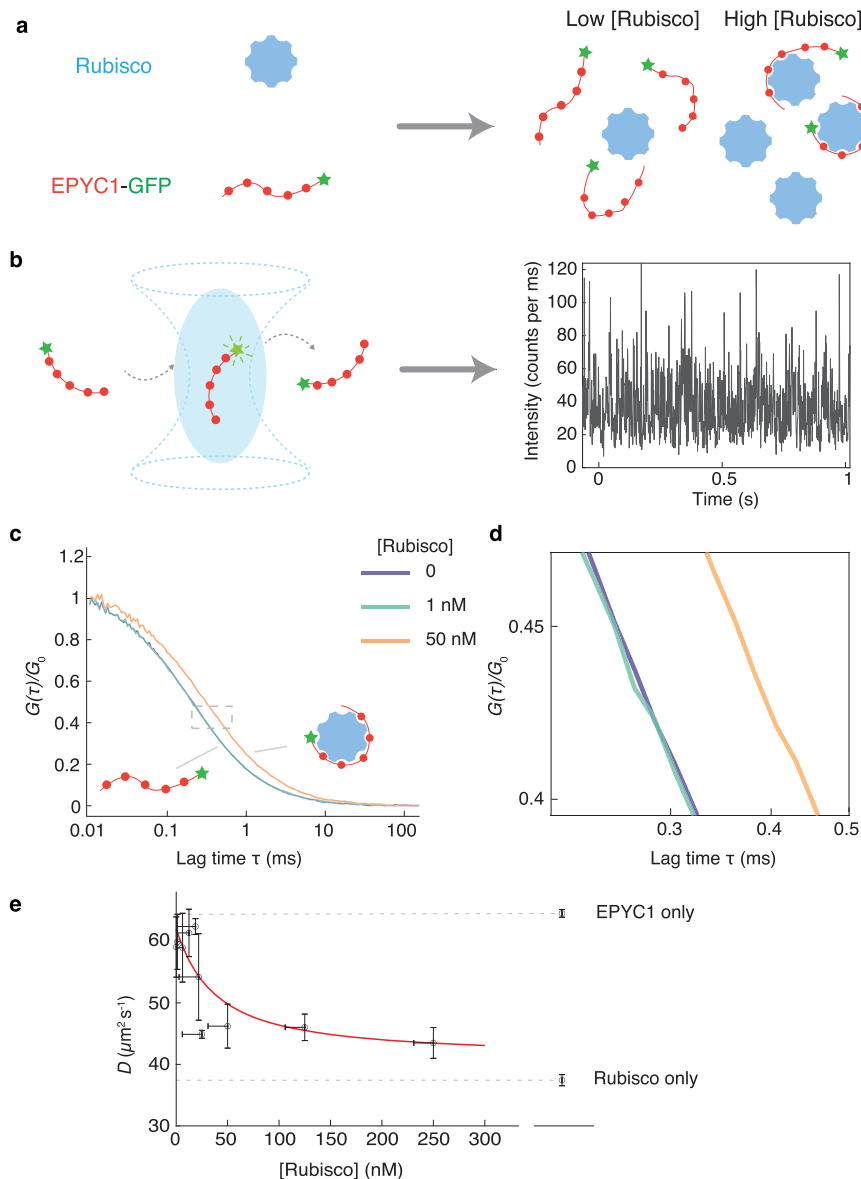 a
Low [Rubisco] High [Rubisco]
Rubisco
EPYC1-GFP
b
120
100
80
60
40
20
0
Intensity (counts per ms)
0 0.5 1
Time (s)
c
[Rubisco]
0
1 nM
50 nM
1.2
1
0.8
0.6
0.4
0.2
0
G(τ)/G₀
0.01 0.1 1 10 100
Lag time τ (ms)
d
0.45
0.4
G(τ)/G₀
0.3 0.4 0.5
Lag time τ (ms)
e
60
50
40
30
D (µm² s⁻¹)
EPYC1 only
Rubisco only
0 50 100 150 200 250 300
[Rubisco] (nM)